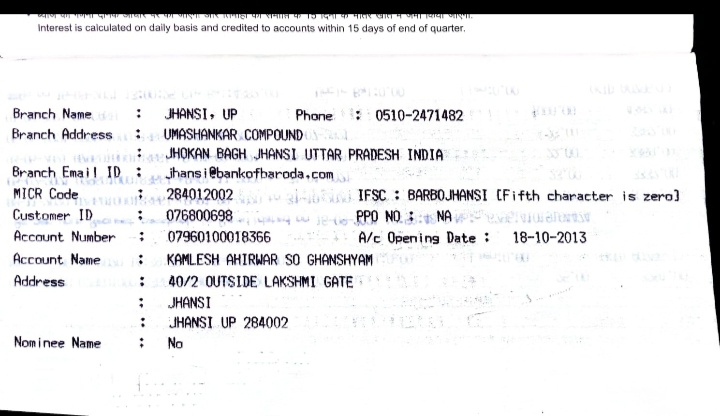 Interest is calculated on daily basis and credited to accounts within 15 days of end of quarter.
Branch Name : JHANSI, UP Phone : 0510-2471482
Branch Address : UMASHANKAR COMPOUND
: JHOKAN BAGH JHANSI UTTAR PRADESH INDIA
Branch Email ID : jhansi@bankofbaroda.com
MICR Code : 284012002 IFSC : BARB0JHANSI [Fifth character is zero]
Customer ID : 076800698 PPO NO : NA
Account Number : 07960100018366 A/c Opening Date : 18-10-2013
Account Name : KAMLESH AHIRWAR SO GHANSHYAM
Address : 40/2 OUTSIDE LAKSHMI GATE
: JHANSI
: JHANSI UP 284002
Nominee Name : No